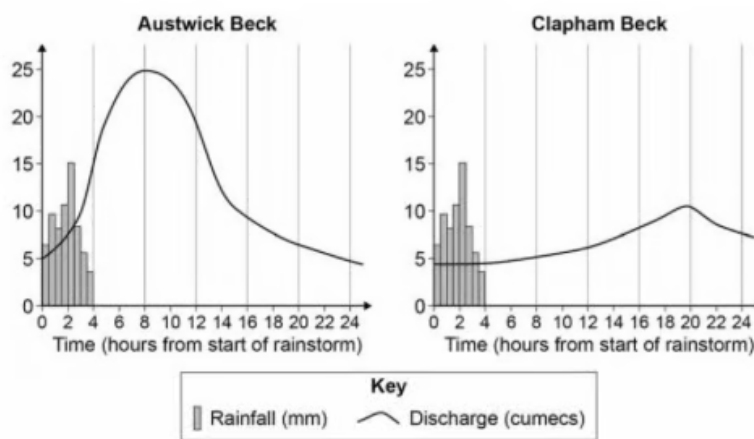 Austwick Beck
25
20
15
10
5
0
0 2 4 6 8 10 12 14 16 18 20 22 24
Time (hours from start of rainstorm)
Clapham Beck
25
20
15
10
5
0
0 2 4 6 8 10 12 14 16 18 20 22 24
Time (hours from start of rainstorm)
Key
Rainfall (mm) Discharge (cumecs)